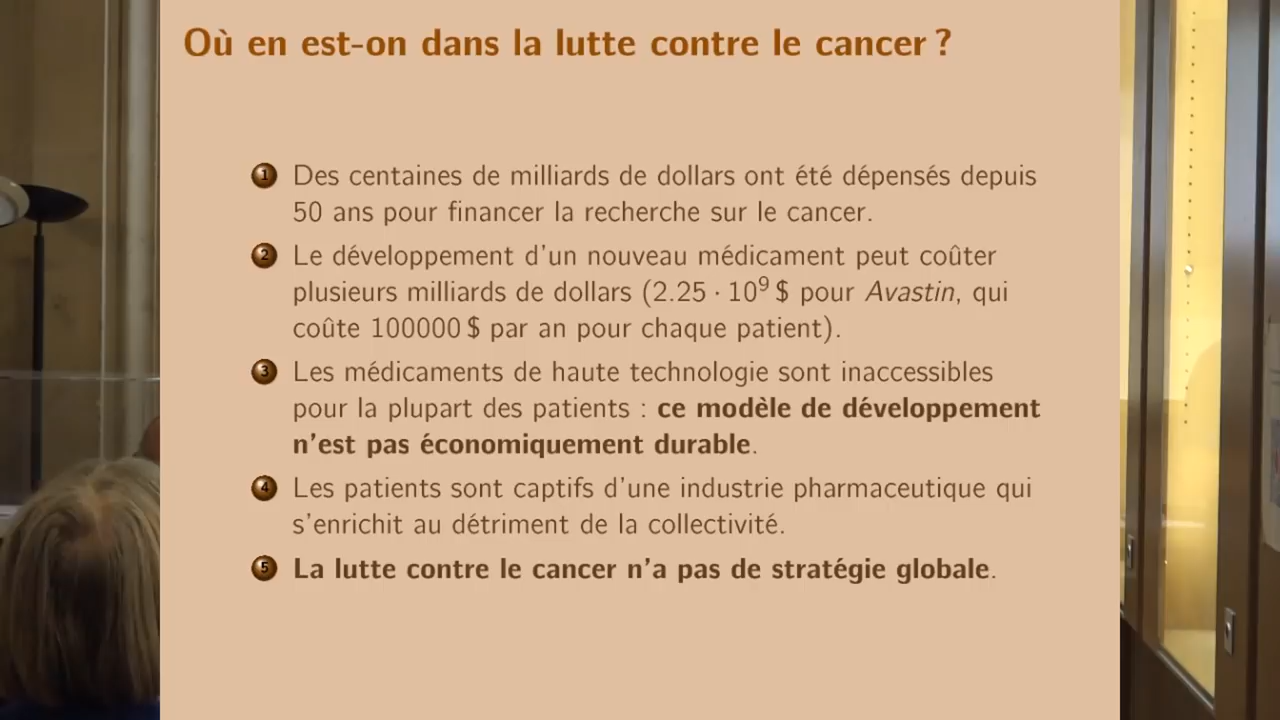 Où en est-on dans la lutte contre le cancer ?
1 Des centaines de milliards de dollars ont été dépensés depuis
50 ans pour financer la recherche sur le cancer.
2 Le développement d'un nouveau médicament peut coûter
plusieurs milliards de dollars (2.25 · 10⁹ $ pour Avastin, qui
coûte 100000 $ par an pour chaque patient).
3 Les médicaments de haute technologie sont inaccessibles
pour la plupart des patients : ce modèle de développement
n'est pas économiquement durable.
4 Les patients sont captifs d'une industrie pharmaceutique qui
s'enrichit au détriment de la collectivité.
5 La lutte contre le cancer n'a pas de stratégie globale.